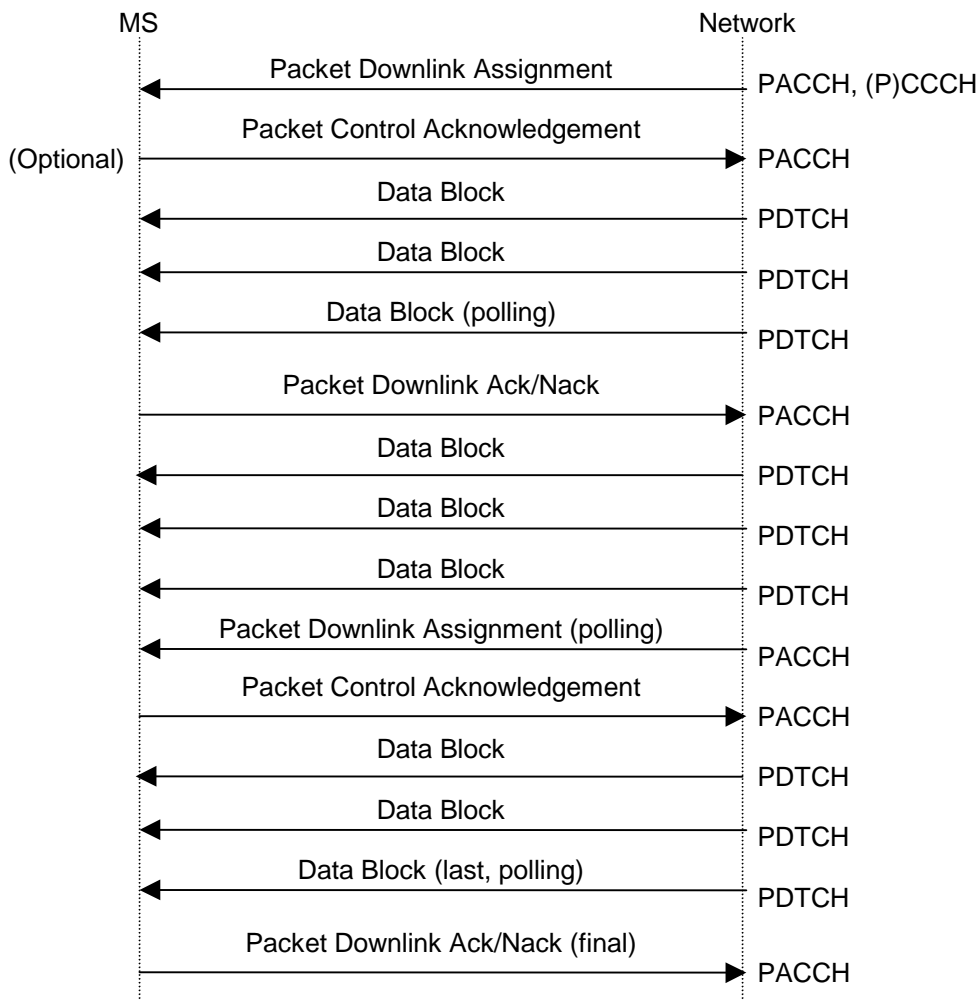 MS Network
Packet Downlink Assignment PACCH, (P)CCCH
Packet Control Acknowledgement
(Optional) PACCH
Data Block
PDTCH
Data Block
PDTCH
Data Block (polling)
PDTCH
Packet Downlink Ack/Nack
PACCH
Data Block
PDTCH
Data Block
PDTCH
Data Block
PDTCH
Packet Downlink Assignment (polling)
PACCH
Packet Control Acknowledgement
PACCH
Data Block
PDTCH
Data Block
PDTCH
Data Block (last, polling)
PDTCH
Packet Downlink Ack/Nack (final)
PACCH